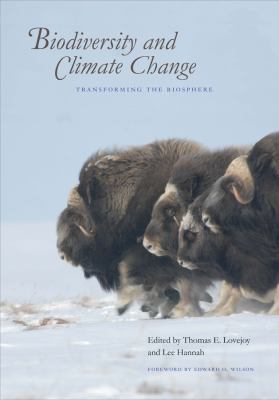 Biodiversity and
Climate Change
TRANSFORMING THE BIOSPHERE
Edited by Thomas E. Lovejoy
and Lee Hannah
FOREWORD BY EDWARD O. WILSON